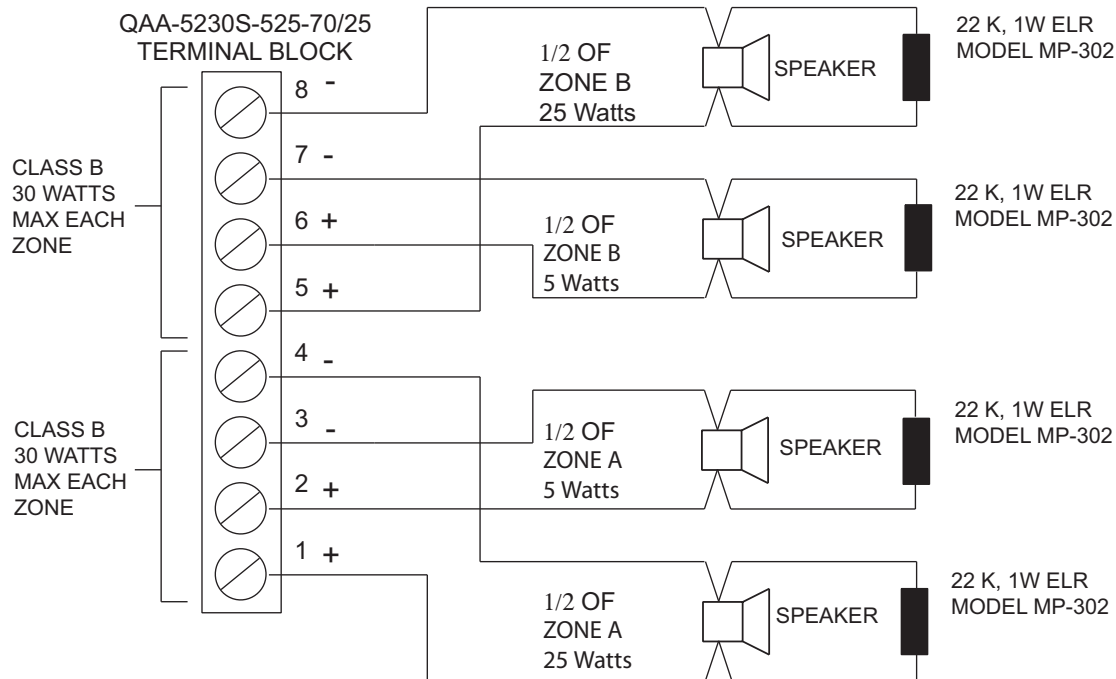 QAA-5230S-525-70/25
TERMINAL BLOCK
CLASS B
30 WATTS
MAX EACH
ZONE
CLASS B
30 WATTS
MAX EACH
ZONE
8 -
7 -
6 +
5 +
4 -
3 -
2 +
1 +
1/2 OF
ZONE B
25 Watts
SPEAKER
22 K, 1W ELR
MODEL MP-302
1/2 OF
ZONE B
5 Watts
SPEAKER
22 K, 1W ELR
MODEL MP-302
1/2 OF
ZONE A
5 Watts
SPEAKER
22 K, 1W ELR
MODEL MP-302
1/2 OF
ZONE A
25 Watts
SPEAKER
22 K, 1W ELR
MODEL MP-302